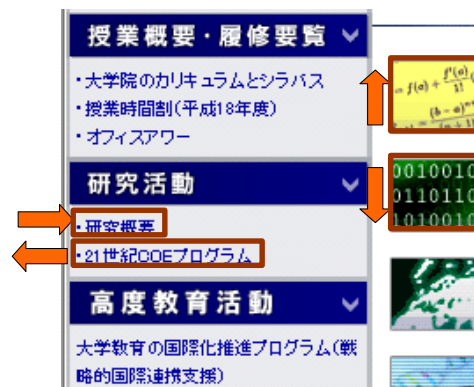 授業概要・履修要覧
・大学院のカリキュラムとシラバス
・授業時間割(平成18年度)
・オフィスアワー
研究活動
・研究概要
・21世紀COEプログラム
高度教育活動
大学教育の国際化推進プログラム(戦
略的国際連携支援)
= f(a) + f'(a)
1!
(b - a)ⁿ
0010010
0110110
1010010